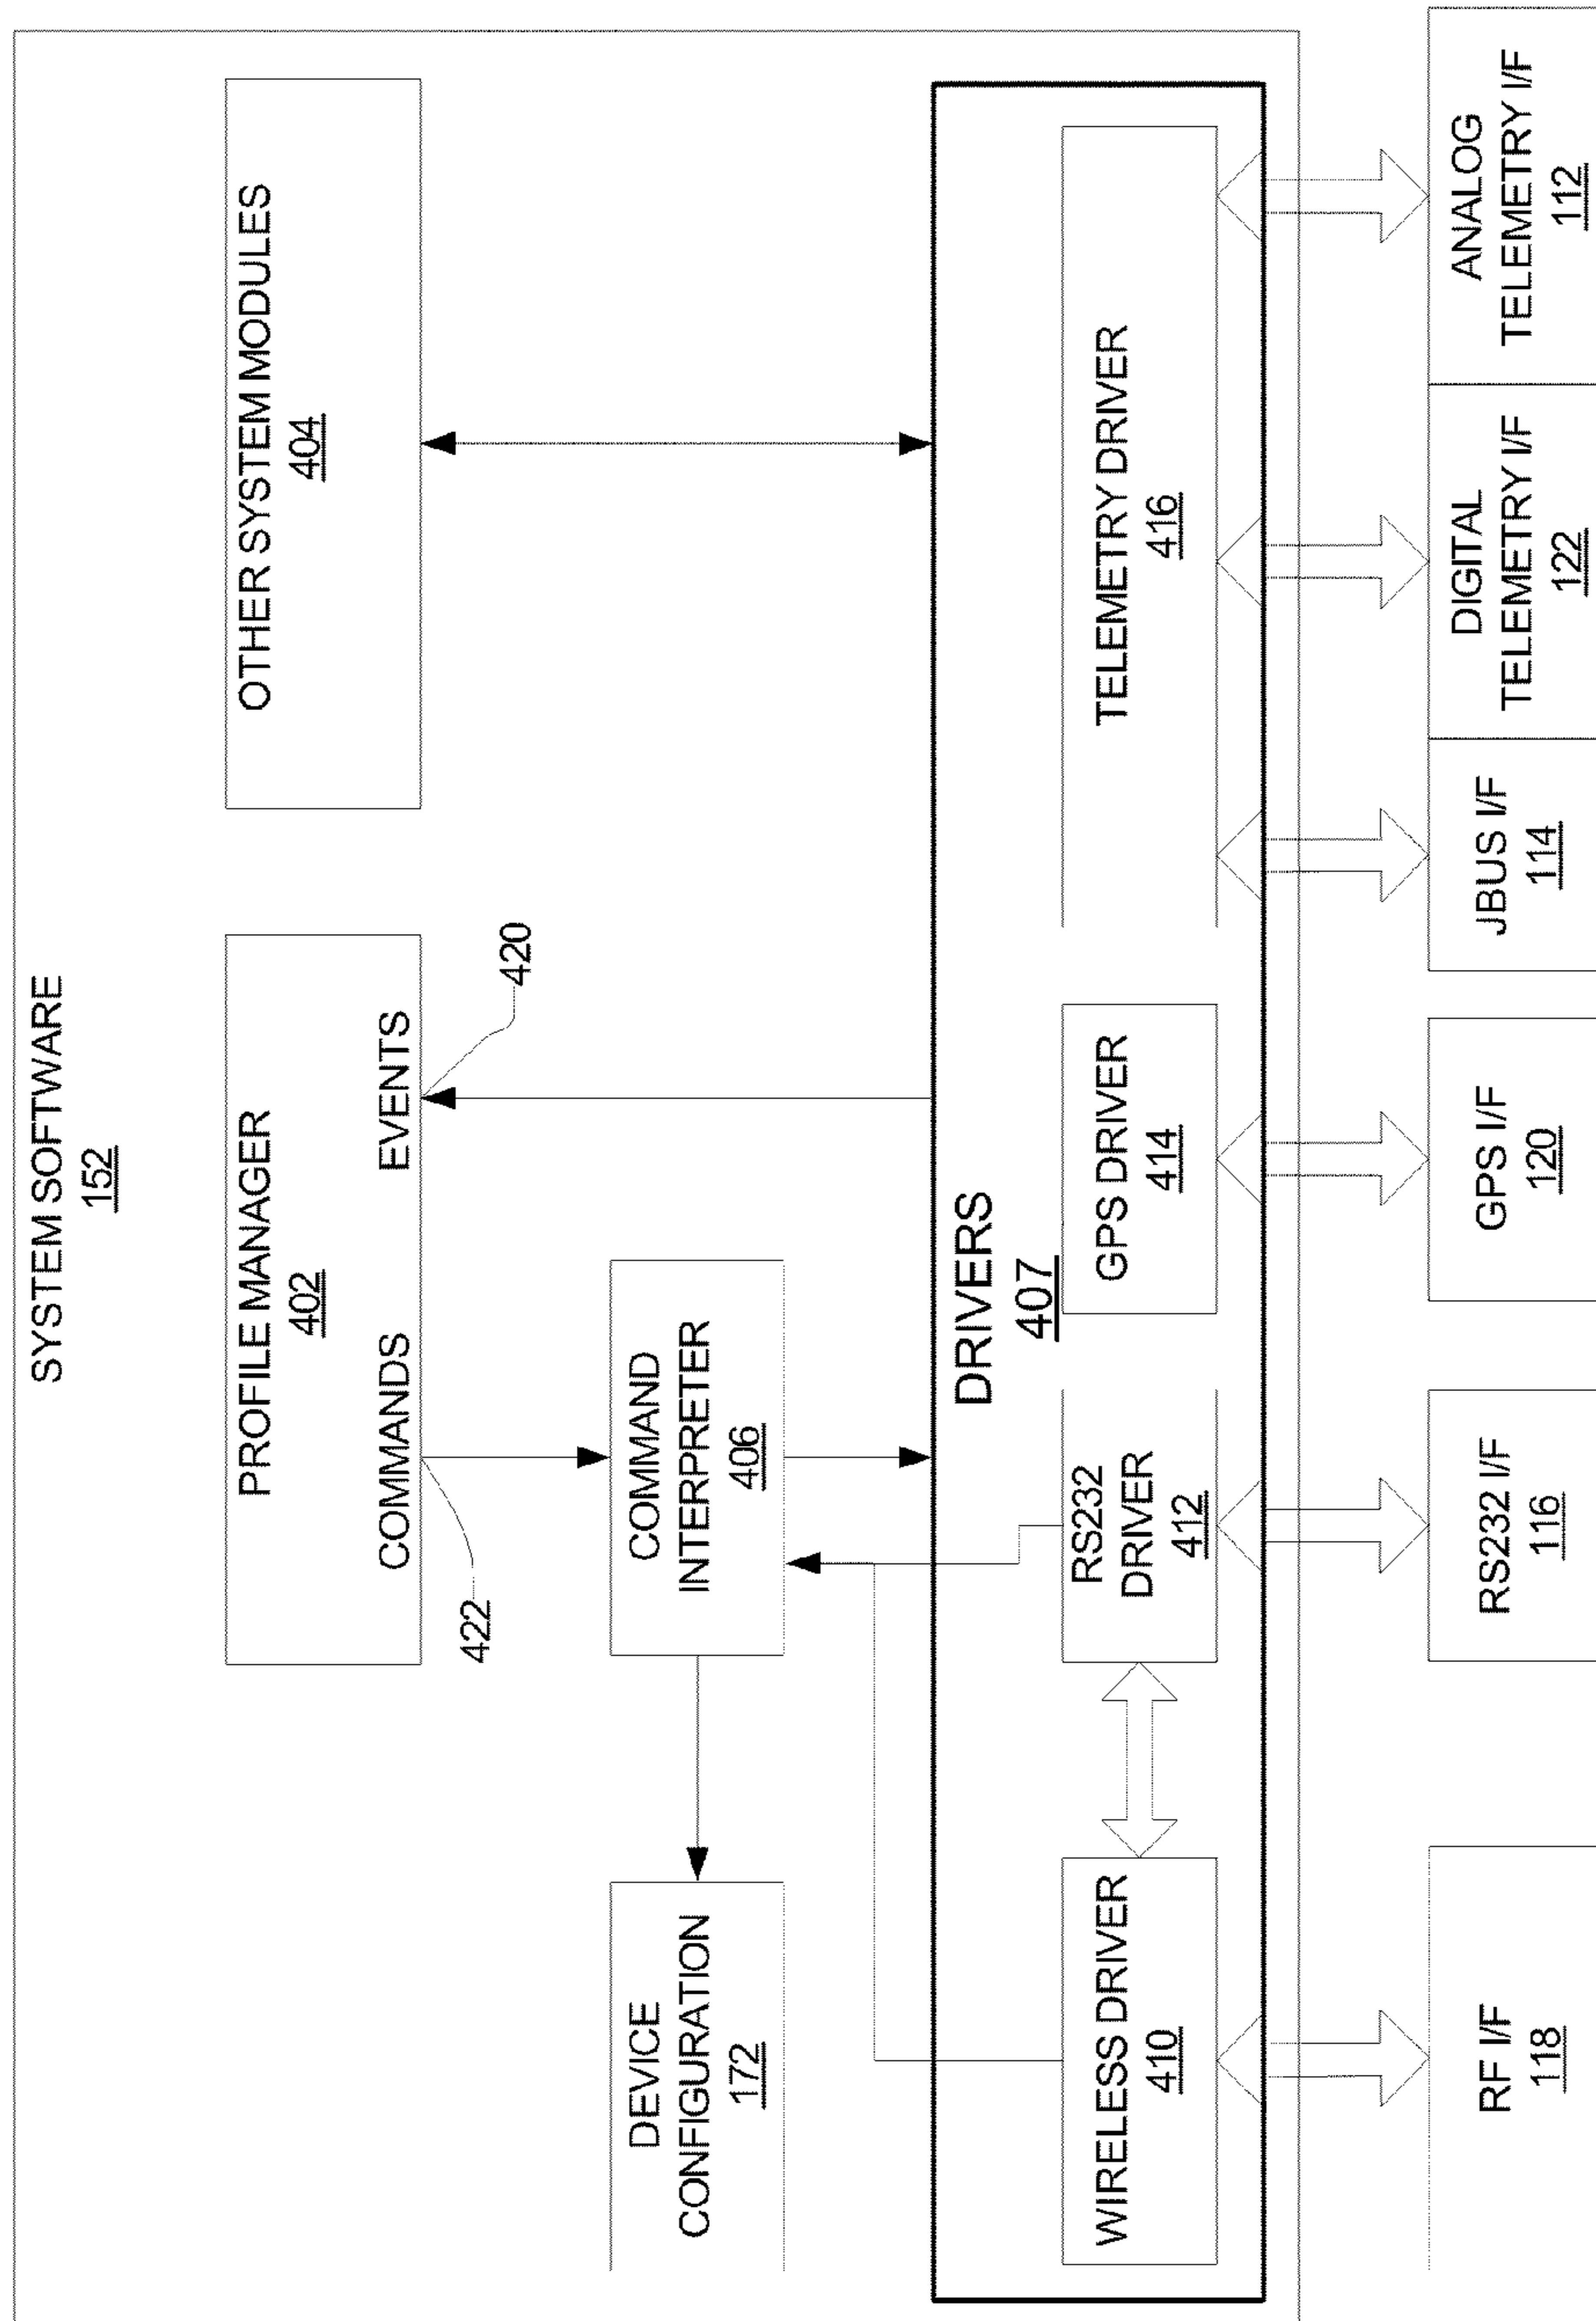 SYSTEM SOFTWARE
152
PROFILE MANAGER
402
COMMANDS
EVENTS
422
420
OTHER SYSTEM MODULES
404
DEVICE
CONFIGURATION
172
COMMAND
INTERPRETER
406
DRIVERS
407
WIRELESS DRIVER
410
RS232
DRIVER
412
GPS DRIVER
414
TELEMETRY DRIVER
416
RF I/F
118
RS232 I/F
116
GPS I/F
120
JBUS I/F
114
DIGITAL
TELEMETRY I/F
122
ANALOG
TELEMETRY I/F
112